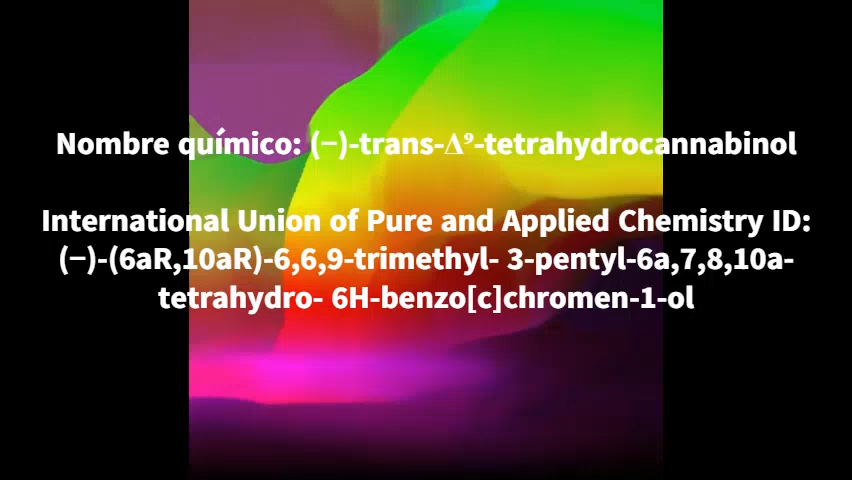 Nombre químico: (−)-trans-Δ⁹-tetrahydrocannabinol
International Union of Pure and Applied Chemistry ID:
(−)-(6aR,10aR)-6,6,9-trimethyl- 3-pentyl-6a,7,8,10a-
tetrahydro- 6H-benzo[c]chromen-1-ol